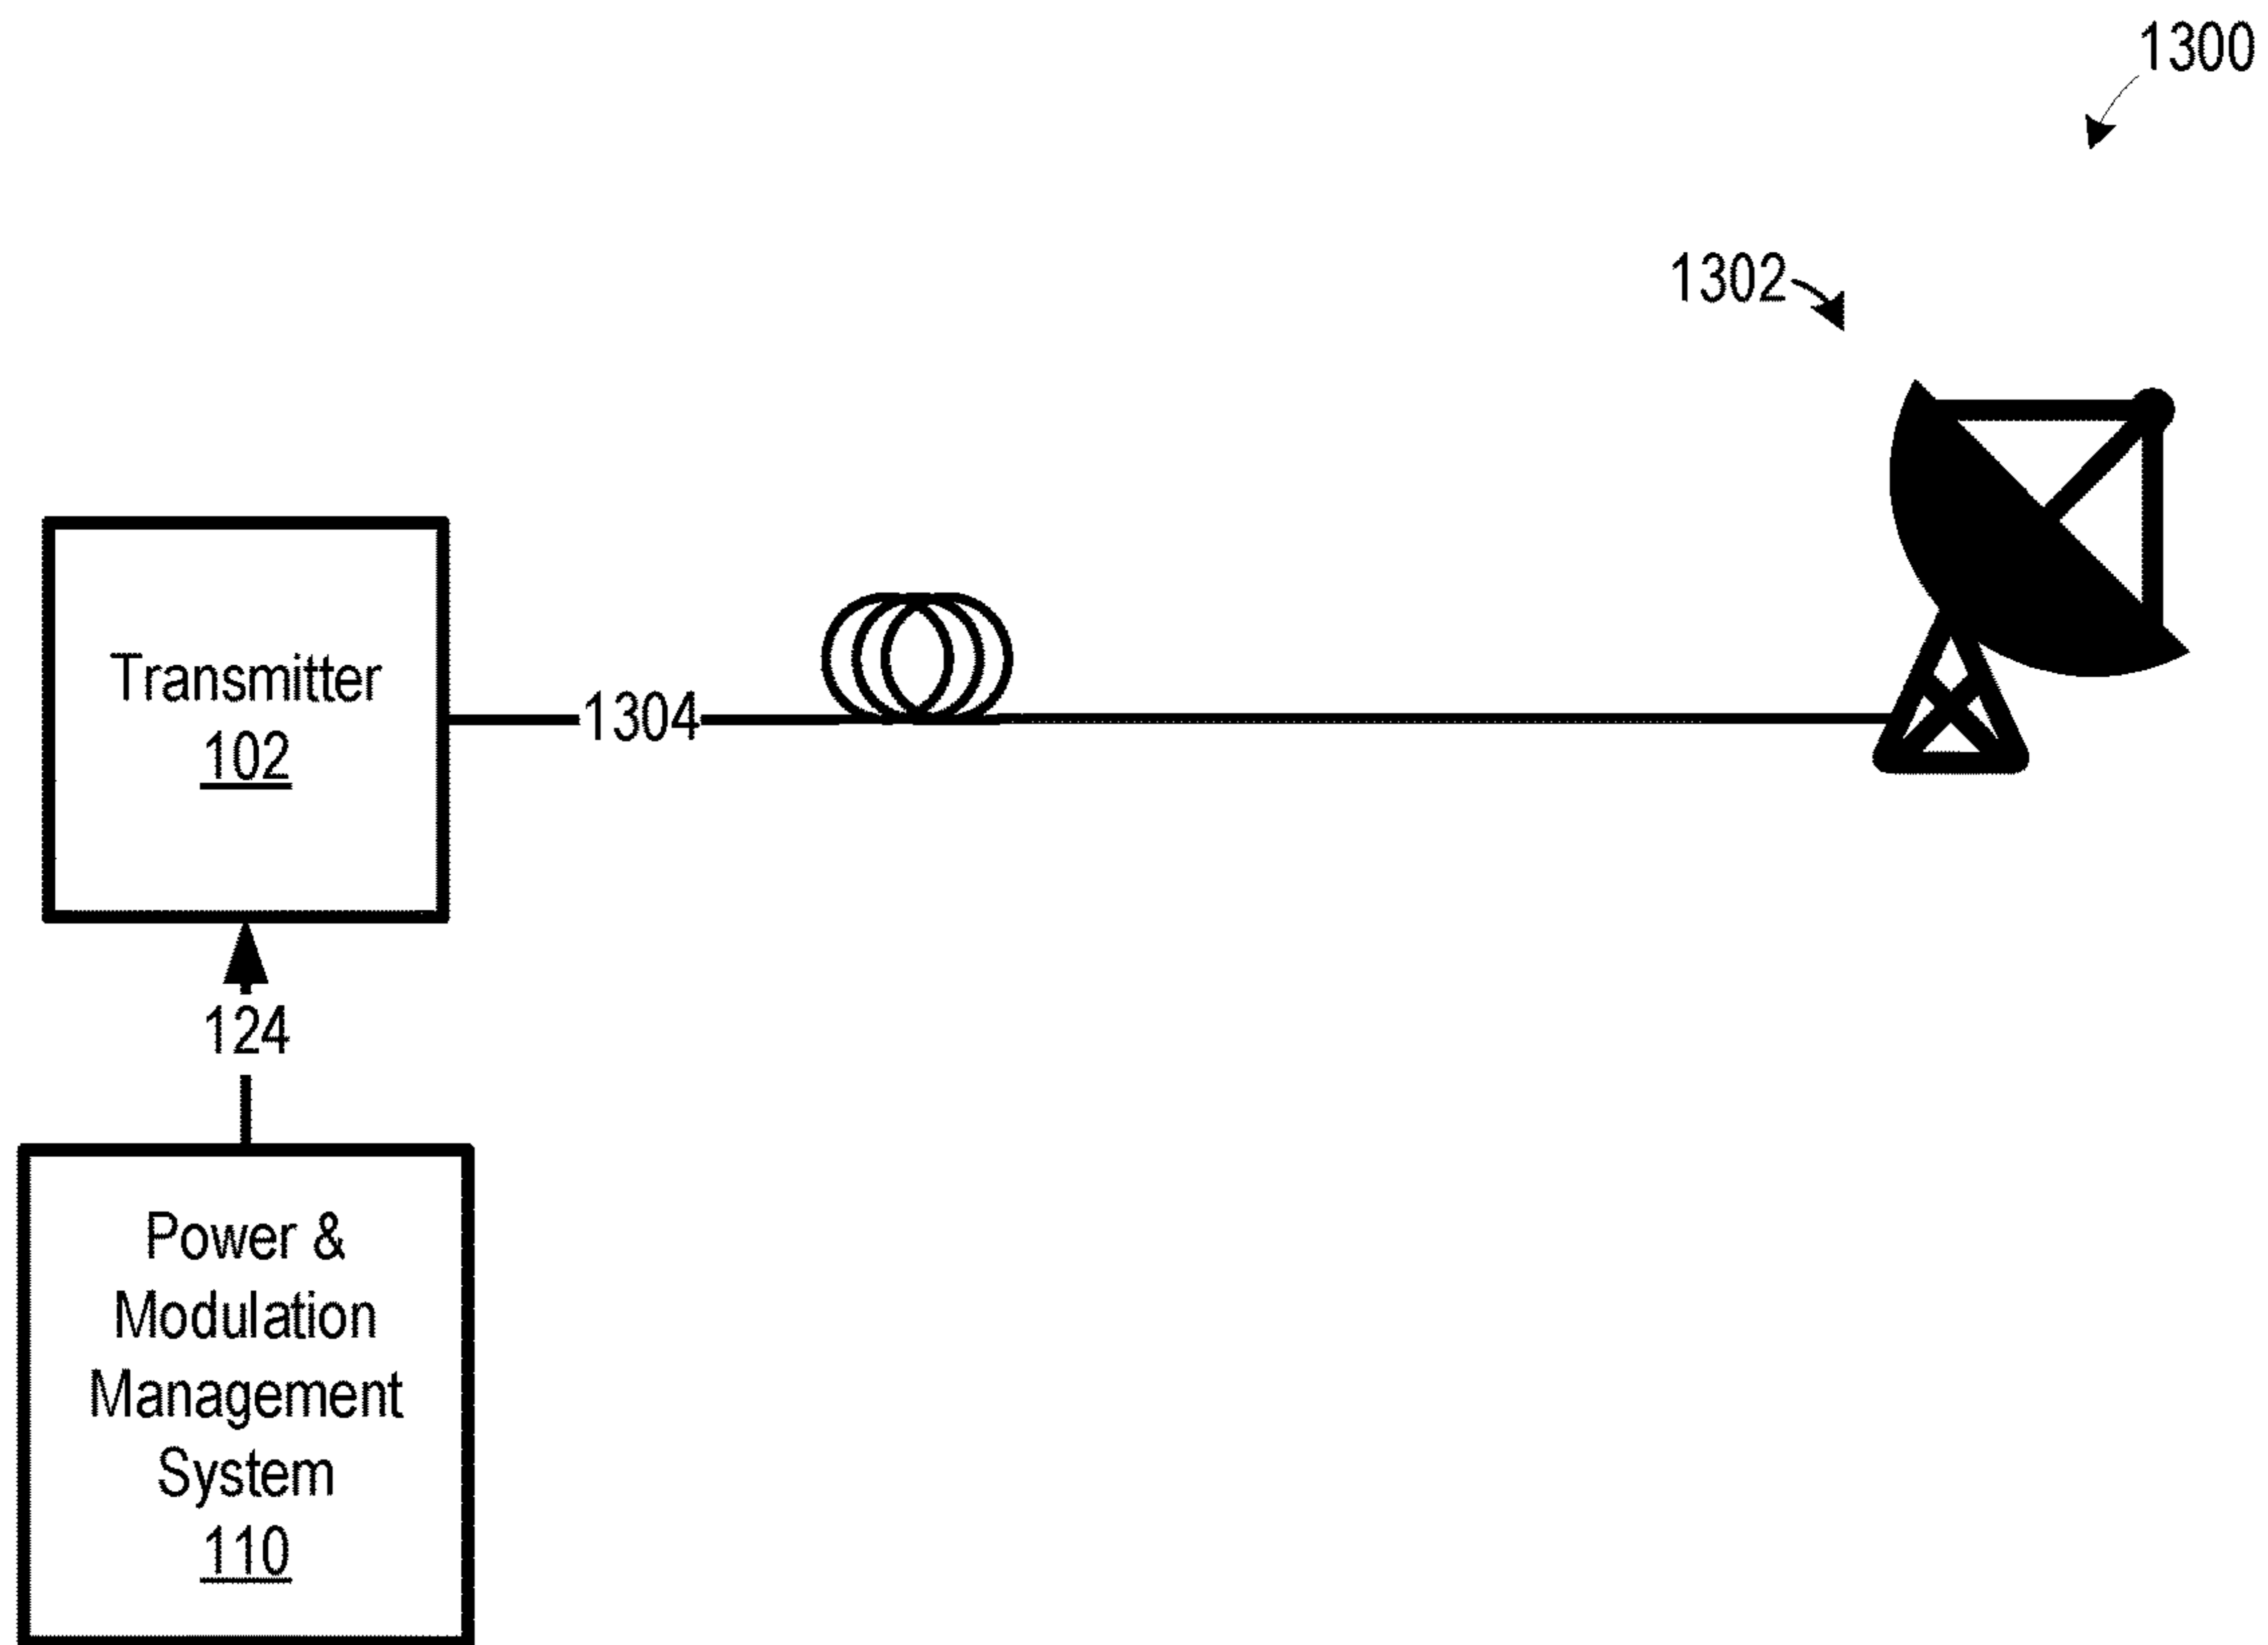 1300
1302
Transmitter
102
1304
124
Power &
Modulation
Management
System
110